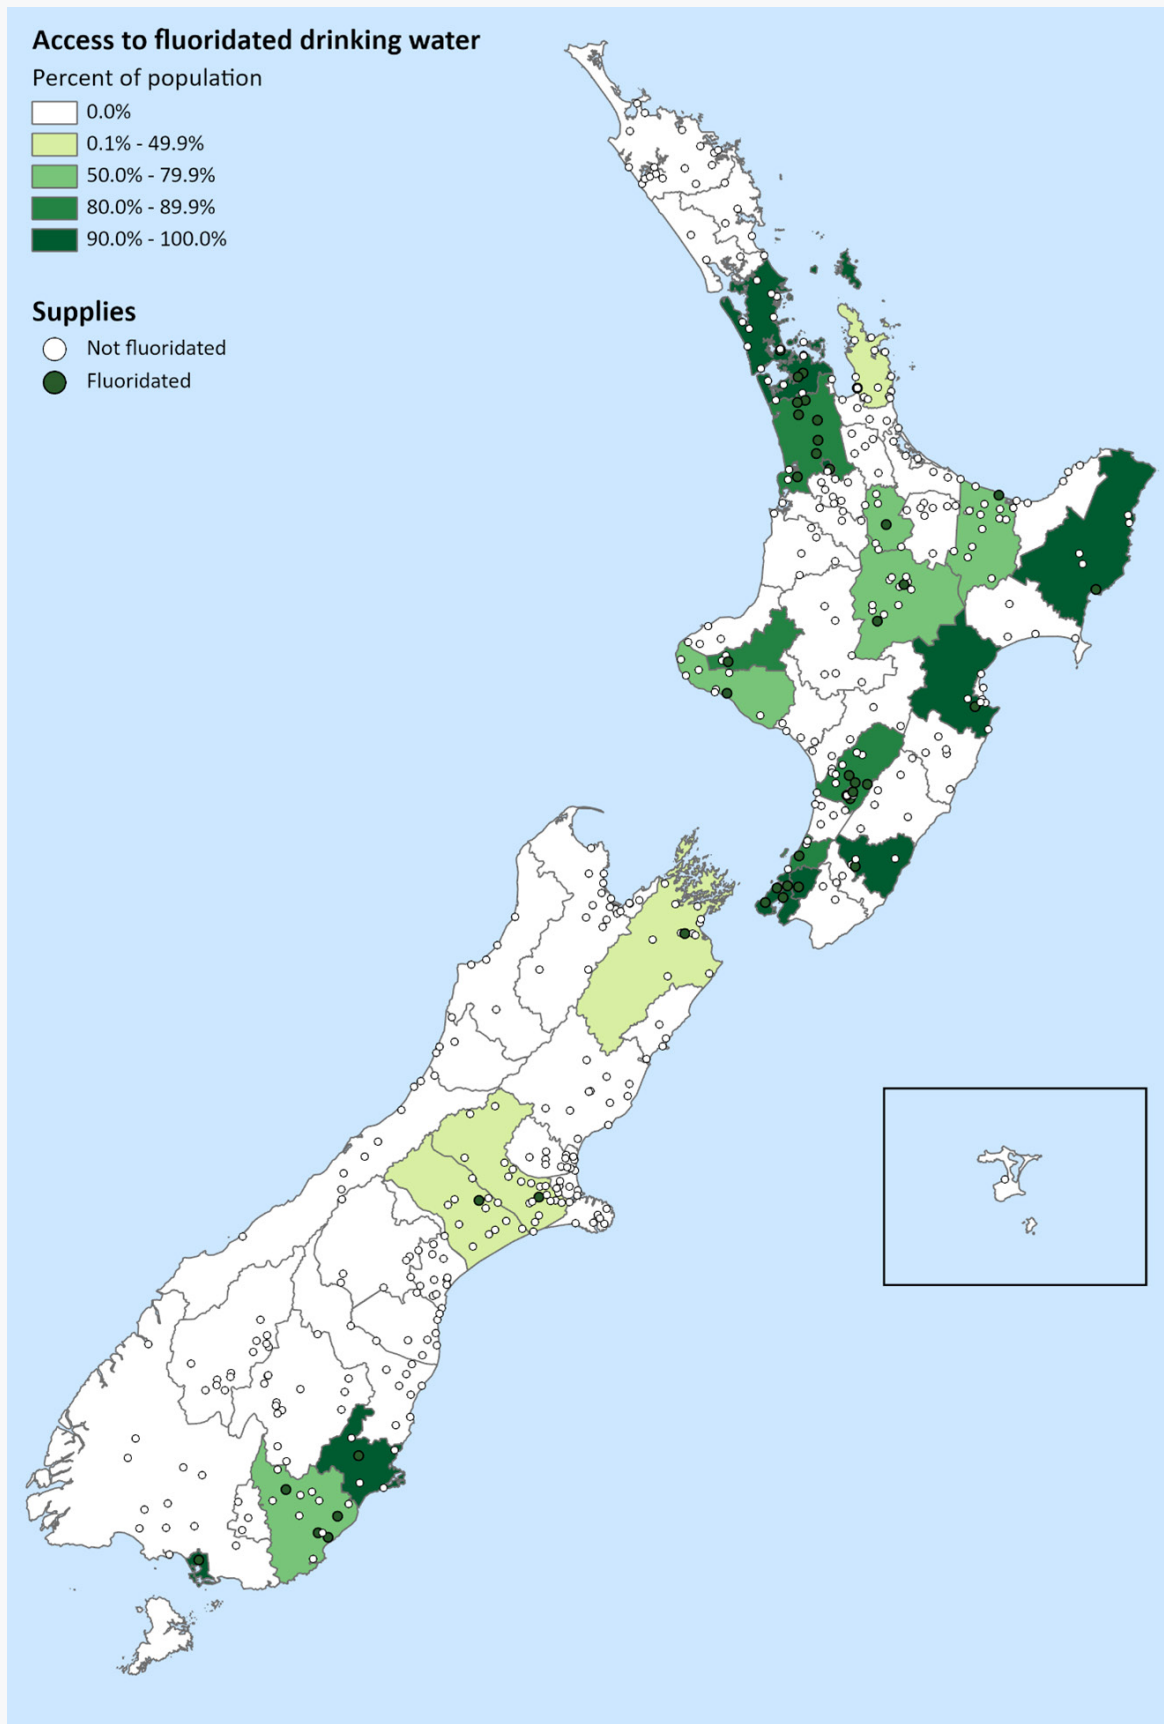 Access to fluoridated drinking water
Percent of population
0.0%
0.1% - 49.9%
50.0% - 79.9%
80.0% - 89.9%
90.0% - 100.0%
Supplies
Not fluoridated
Fluoridated